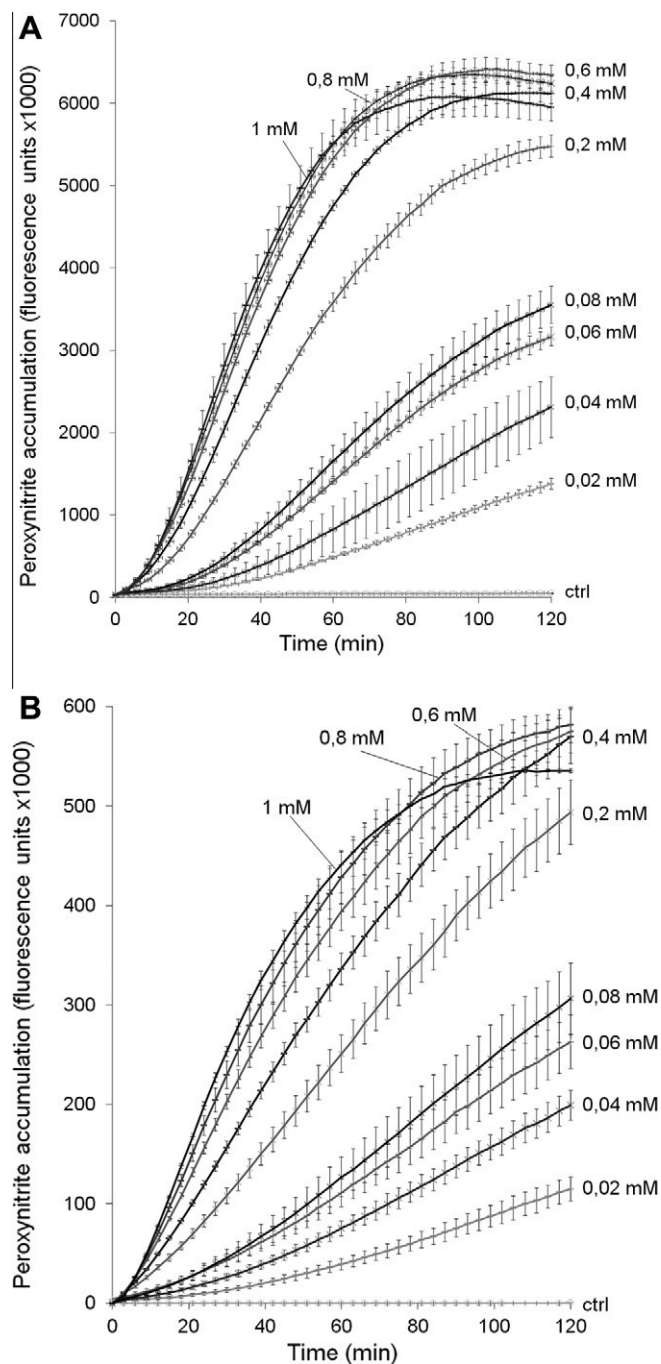 A
Peroxynitrite accumulation (fluorescence units x1000)
7000
6000
5000
4000
3000
2000
1000
0
0,8 mM
1 mM
0,6 mM
0,4 mM
0,2 mM
0,08 mM
0,06 mM
0,04 mM
0,02 mM
ctrl
0 20 40 60 80 100 120
Time (min)
B
Peroxynitrite accumulation (fluorescence units x1000)
600
500
400
300
200
100
0
0,6 mM
0,8 mM
1 mM
0,4 mM
0,2 mM
0,08 mM
0,06 mM
0,04 mM
0,02 mM
ctrl
0 20 40 60 80 100 120
Time (min)